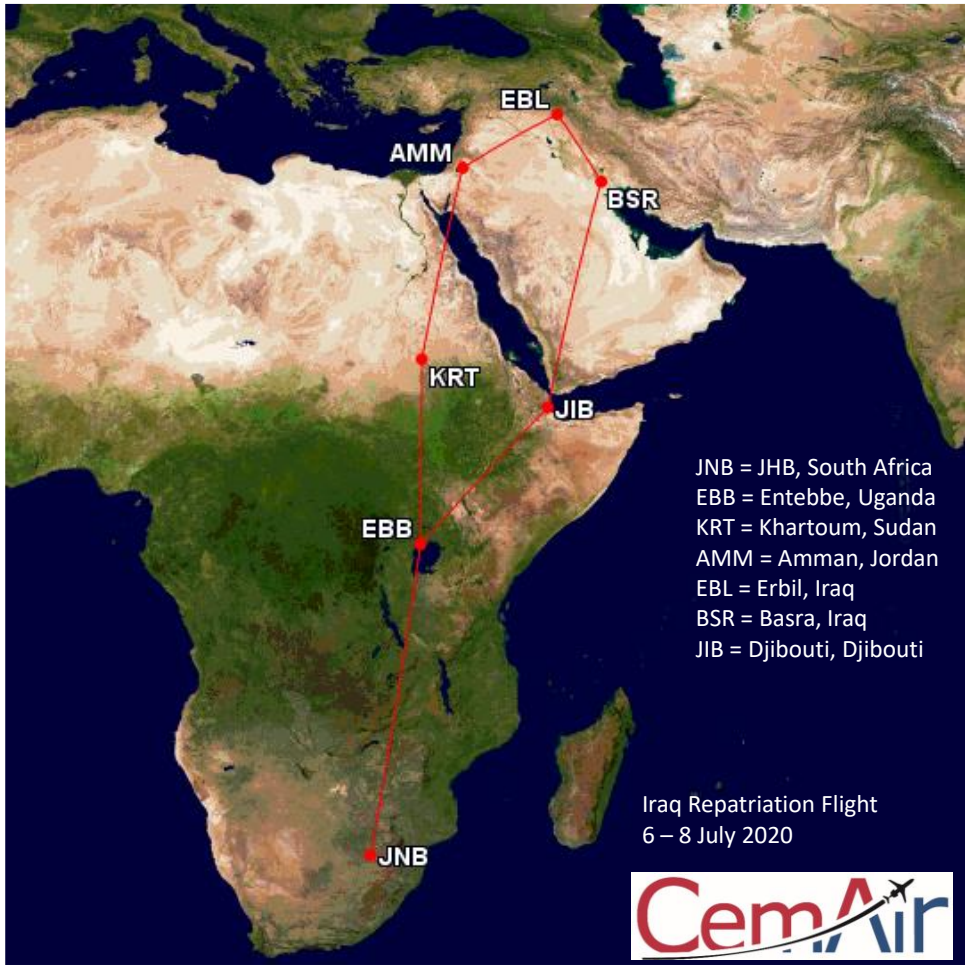 EBL
AMM
BSR
KRT
JIB
EBB
JNB
JNB = JHB, South Africa
EBB = Entebbe, Uganda
KRT = Khartoum, Sudan
AMM = Amman, Jordan
EBL = Erbil, Iraq
BSR = Basra, Iraq
JIB = Djibouti, Djibouti
Iraq Repatriation Flight
6 – 8 July 2020
CemAir